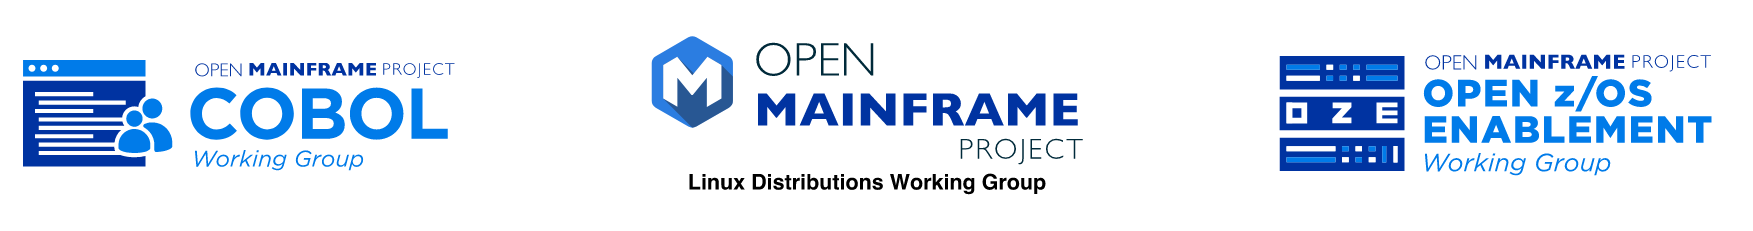 OPEN MAINFRAME PROJECT
COBOL
Working Group
M
OPEN
MAINFRAME
PROJECT
Linux Distributions Working Group
OZE
OPEN MAINFRAME PROJECT
OPEN z/OS
ENABLEMENT
Working Group